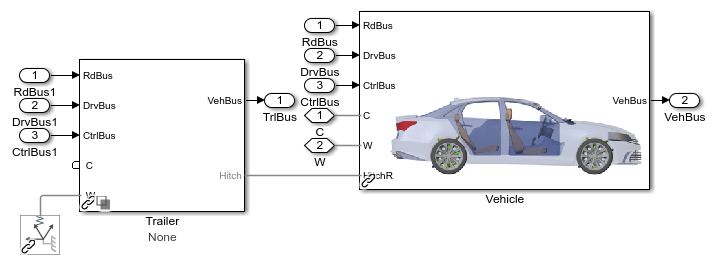 1
RdBus1
2
DrvBus1
3
CtrlBus1
RdBus
DrvBus
CtrlBus
C
W
VehBus
Hitch
Trailer
None
W
1
TrlBus
1
RdBus
2
DrvBus
3
CtrlBus
1
C
2
W
RdBus
DrvBus
CtrlBus
C
W
HitchR
VehBus
Vehicle
2
VehBus